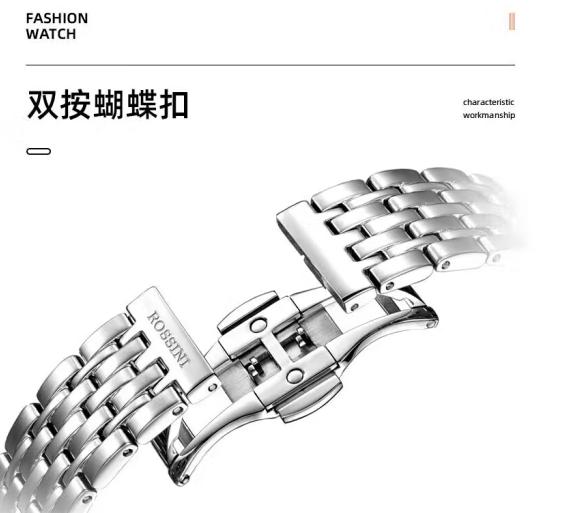 FASHION
WATCH
双按蝴蝶扣
characteristic
workmanship
ROSSINI